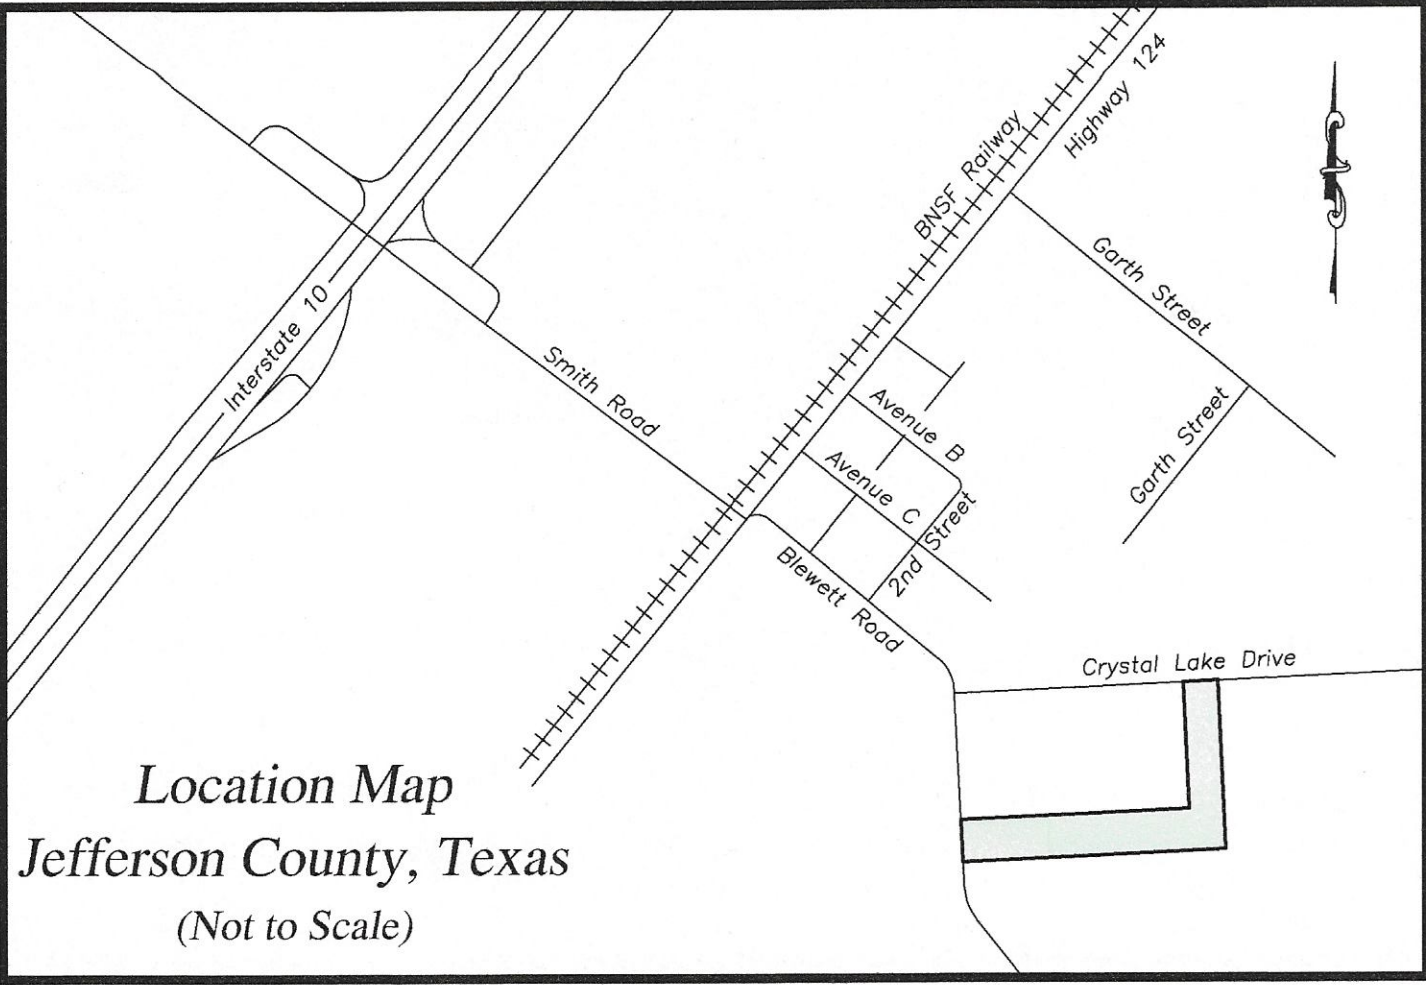 Highway 124
BNSF Railway
Garth Street
Interstate 10
Smith Road
Avenue B
Garth Street
Avenue C
2nd Street
Blewett Road
Crystal Lake Drive
Location Map
Jefferson County, Texas
(Not to Scale)